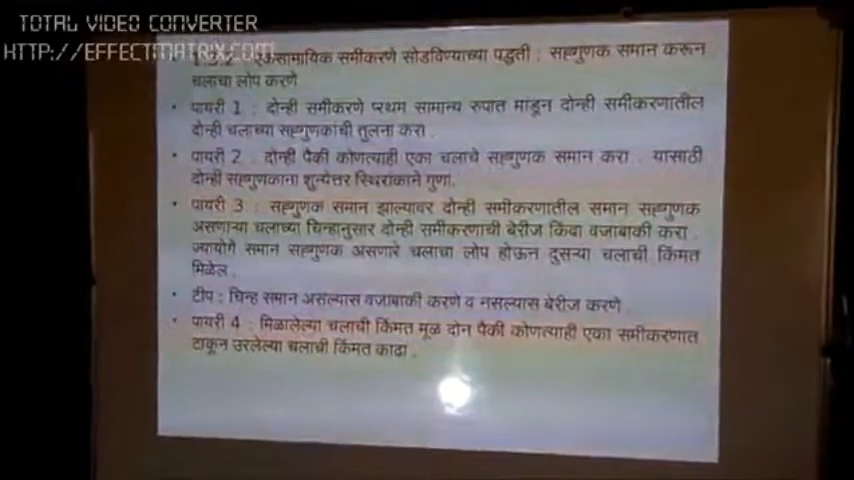 TOTAL VIDEO CONVERTER
HTTP://EFFECTMATRIX.COM
एकसामायिक समीकरणे सोडविण्याच्या पद्धती : सहगुणक समान करून
चलाचा लोप करणे
• पायरी 1 : दोन्ही समीकरणे प्रथम सामान्य रुपात मांडून दोन्ही समीकरणातील
दोन्ही चलाच्या सहगुणकांची तुलना करा .
• पायरी 2 : दोन्ही पैकी कोणत्याही एका चलाचे सहगुणक समान करा . यासाठी
दोन्ही सहगुणकाना शुन्येत्तर स्थिरांकाने गुणा.
• पायरी 3 : सहगुणक समान झाल्यावर दोन्ही समीकरणातील समान सहगुणक
असणाऱ्या चलाच्या चिन्हानुसार दोन्ही समीकरणाची बेरीज किंवा वजाबाकी करा .
ज्यायोगे समान सहगुणक असणारे चलाचा लोप होऊन दुसऱ्या चलाची किंमत
मिळेल .
• टीप : चिन्ह समान असल्यास वजाबाकी करणे व नसल्यास बेरीज करणे .
• पायरी 4 : मिळालेल्या चलाची किंमत मूळ दोन पैकी कोणत्याही एका समीकरणात
टाकून उरलेल्या चलाची किंमत काढा .